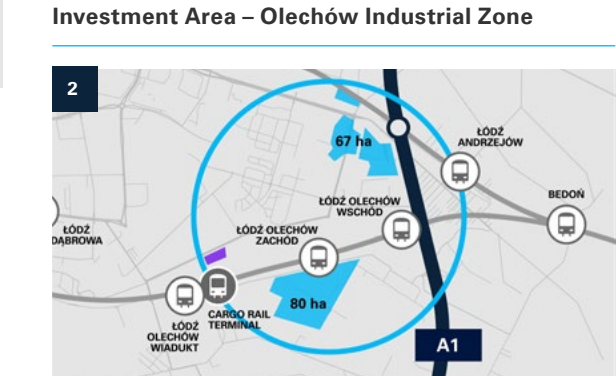 Investment Area – Olechów Industrial Zone
2
67 ha
ŁÓDŹ
ANDRZEJÓW
BEDOŃ
ŁÓDŹ OLECHÓW
WSCHÓD
ŁÓDŹ
DĄBROWA
ŁÓDŹ OLECHÓW
ZACHÓD
80 ha
CARGO RAIL
TERMINAL
ŁÓDŹ
OLECHÓW
WIADUKT
A1